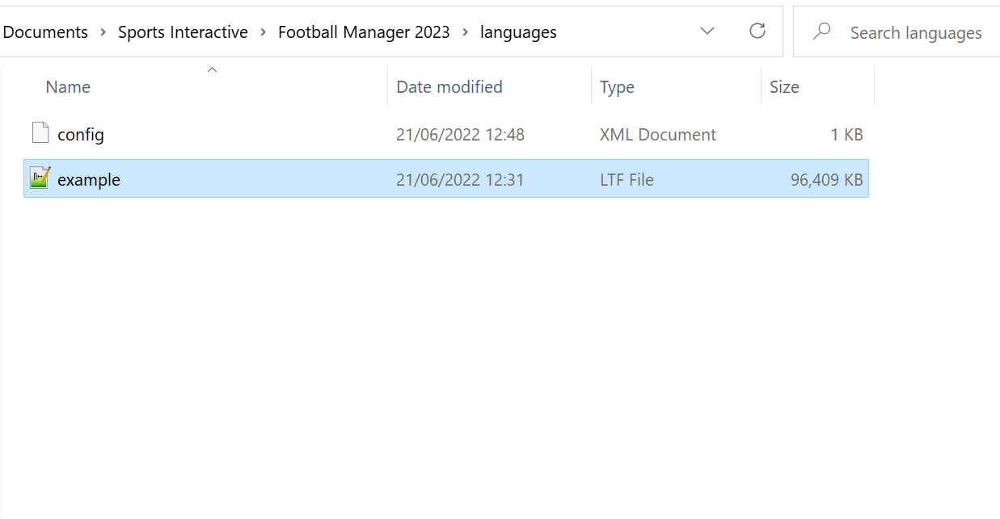 Documents > Sports Interactive > Football Manager 2023 > languages
Search languages
Name Date modified Type Size
config 21/06/2022 12:48 XML Document 1 KB
example 21/06/2022 12:31 LTF File 96,409 KB